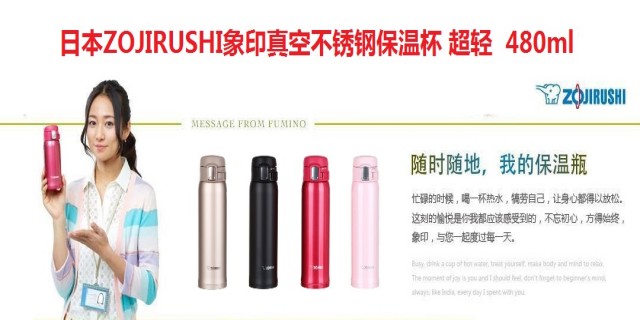 日本ZOJIRUSHI象印真空不锈钢保温杯 超轻 480ml
ZOJIRUSHI
MESSAGE FROM FUMINO
随时随地，我的保温瓶
忙碌的时候，喝一杯热水，犒劳自己，让身心都得以放松。
这刻的愉悦是你我都应该感受到的，不忘初心，方得始终，
象印，与您一起度过每一天。
Busy, drink a cup of hot water, treat yourself, make body and mind to relax.
The moment of joy is you and I should feel, don't forget to beginner's mind,
always, like India, every day I spent with you.